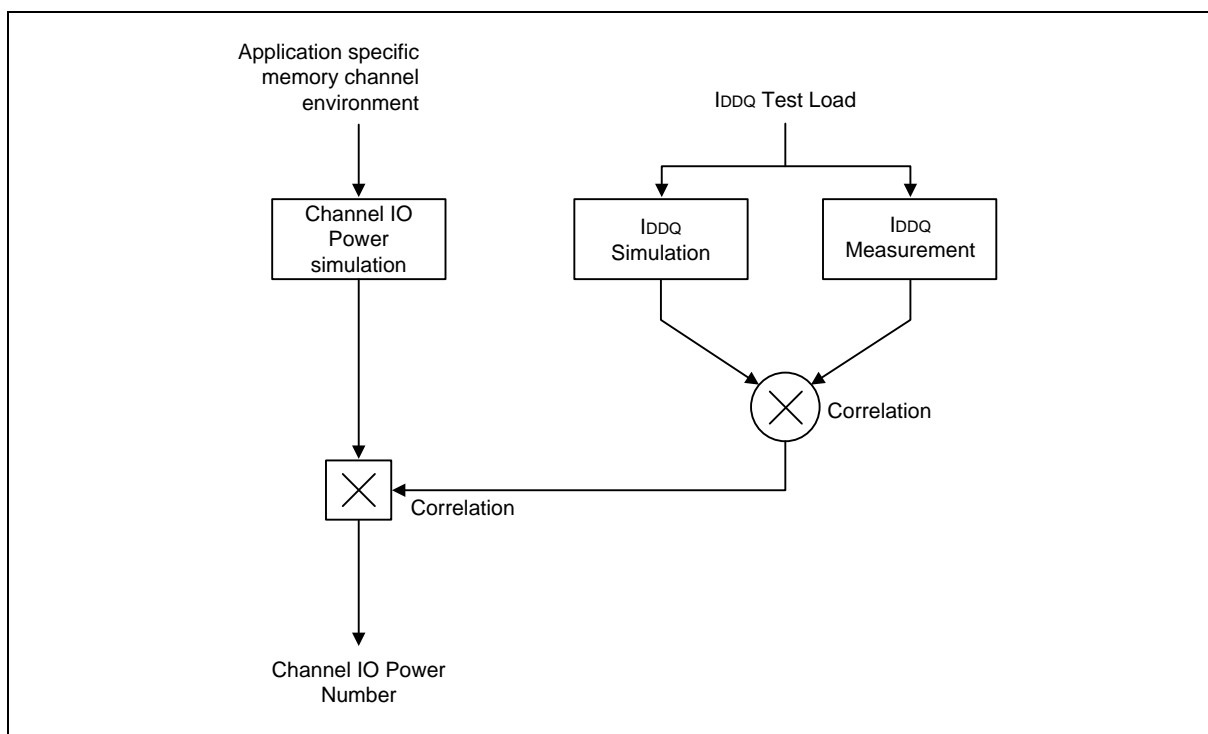 Application specific
memory channel
environment
IDDQ Test Load
Channel IO
Power
simulation
IDDQ
Simulation
IDDQ
Measurement
Correlation
Correlation
Channel IO Power
Number